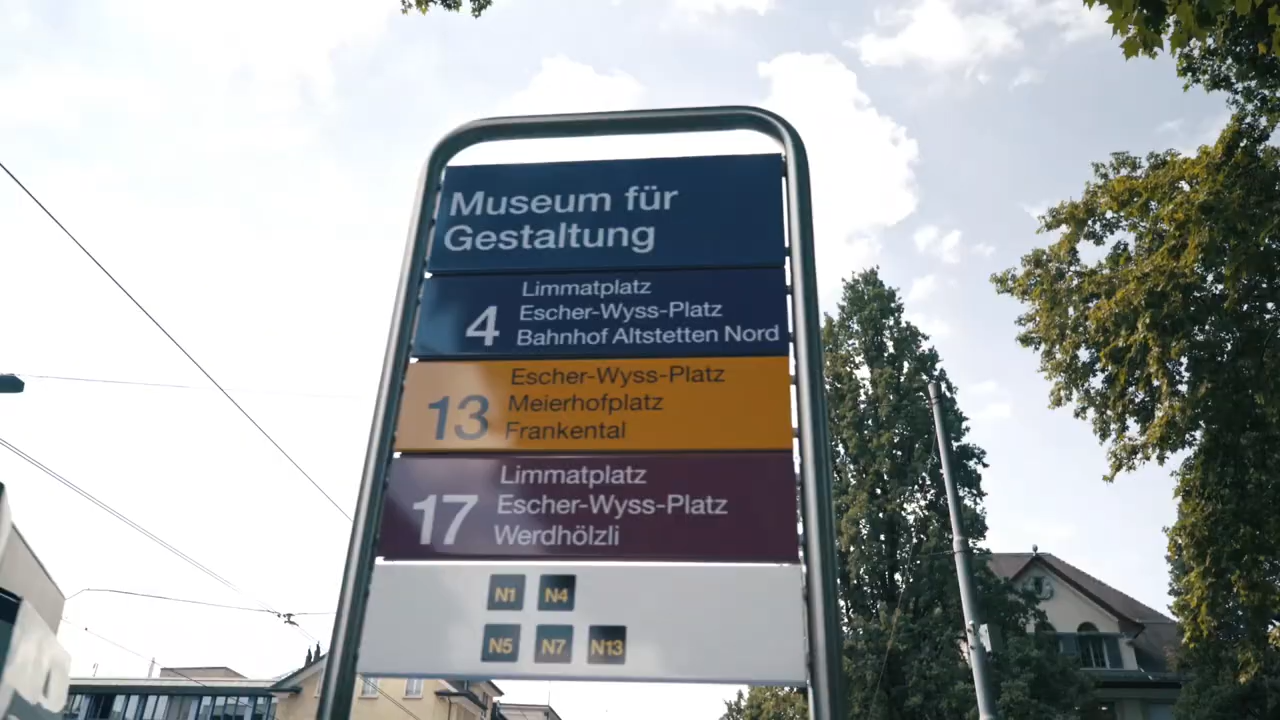 Museum für
Gestaltung
4
Limmatplatz
Escher-Wyss-Platz
Bahnhof Altstetten Nord
13
Escher-Wyss-Platz
Meierhofplatz
Frankental
17
Limmatplatz
Escher-Wyss-Platz
Werdhölzli
N1 N4
N5 N7 N13